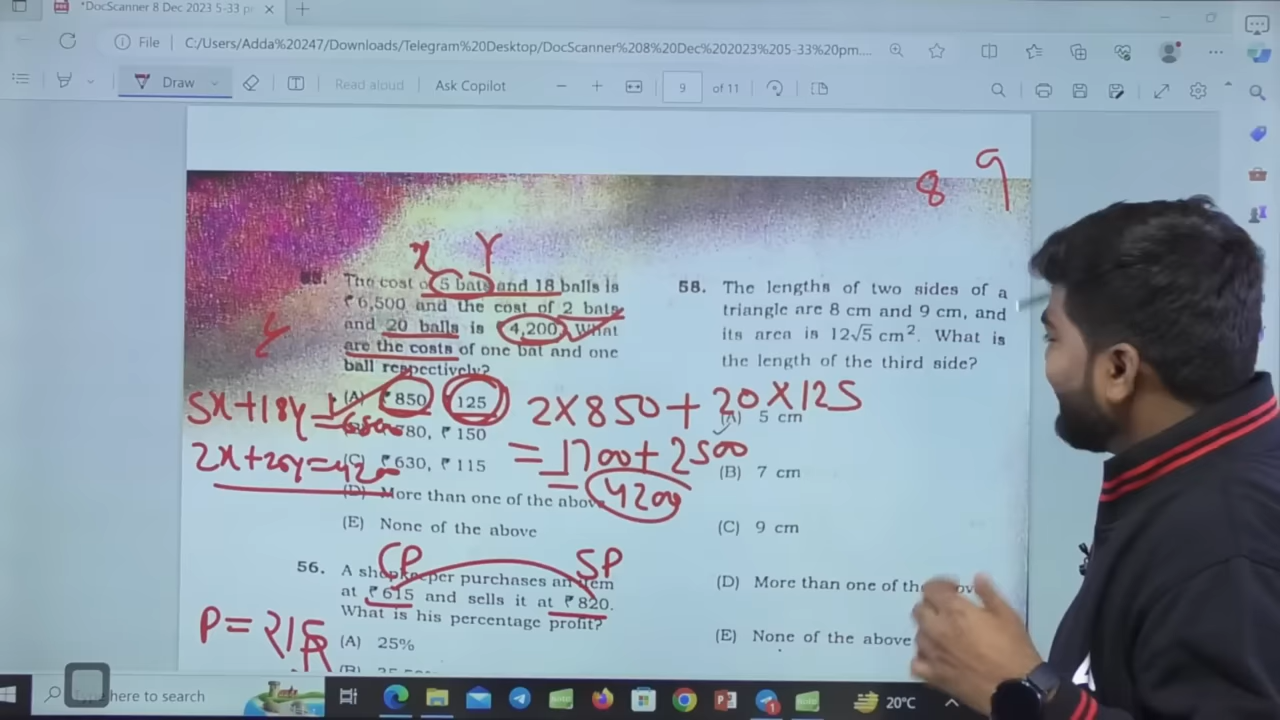 *DocScanner 8 Dec 2023 5-33 p
File C:/Users/Adda%20247/Downloads/Telegram%20Desktop/DocScanner%208%20Dec%202023%205-33%20pm....
Draw Read aloud Ask Copilot 9 of 11
8 9
X Y
The cost of 5 bats and 18 balls is
₹ 6,500 and the cost of 2 bats
and 20 balls is 4,200. What
are the costs of one bat and one
ball respectively?
(A) ₹ 850 125
80, ₹ 150
(C) ₹ 630, ₹ 115
(D) More than one of the above
(E) None of the above
5x+18y=6500
2x+20y=4200
2X850+20X125
=1700+2500
=4200
CP SP
56. A shopkeeper purchases an item
at ₹ 615 and sells it at ₹ 820.
What is his percentage profit?
(A) 25%
P=215
58. The lengths of two sides of a
triangle are 8 cm and 9 cm, and
its area is 12√5 cm². What is
the length of the third side?
(A) 5 cm
(B) 7 cm
(C) 9 cm
(D) More than one of the above
(E) None of the above
Type here to search
20°C